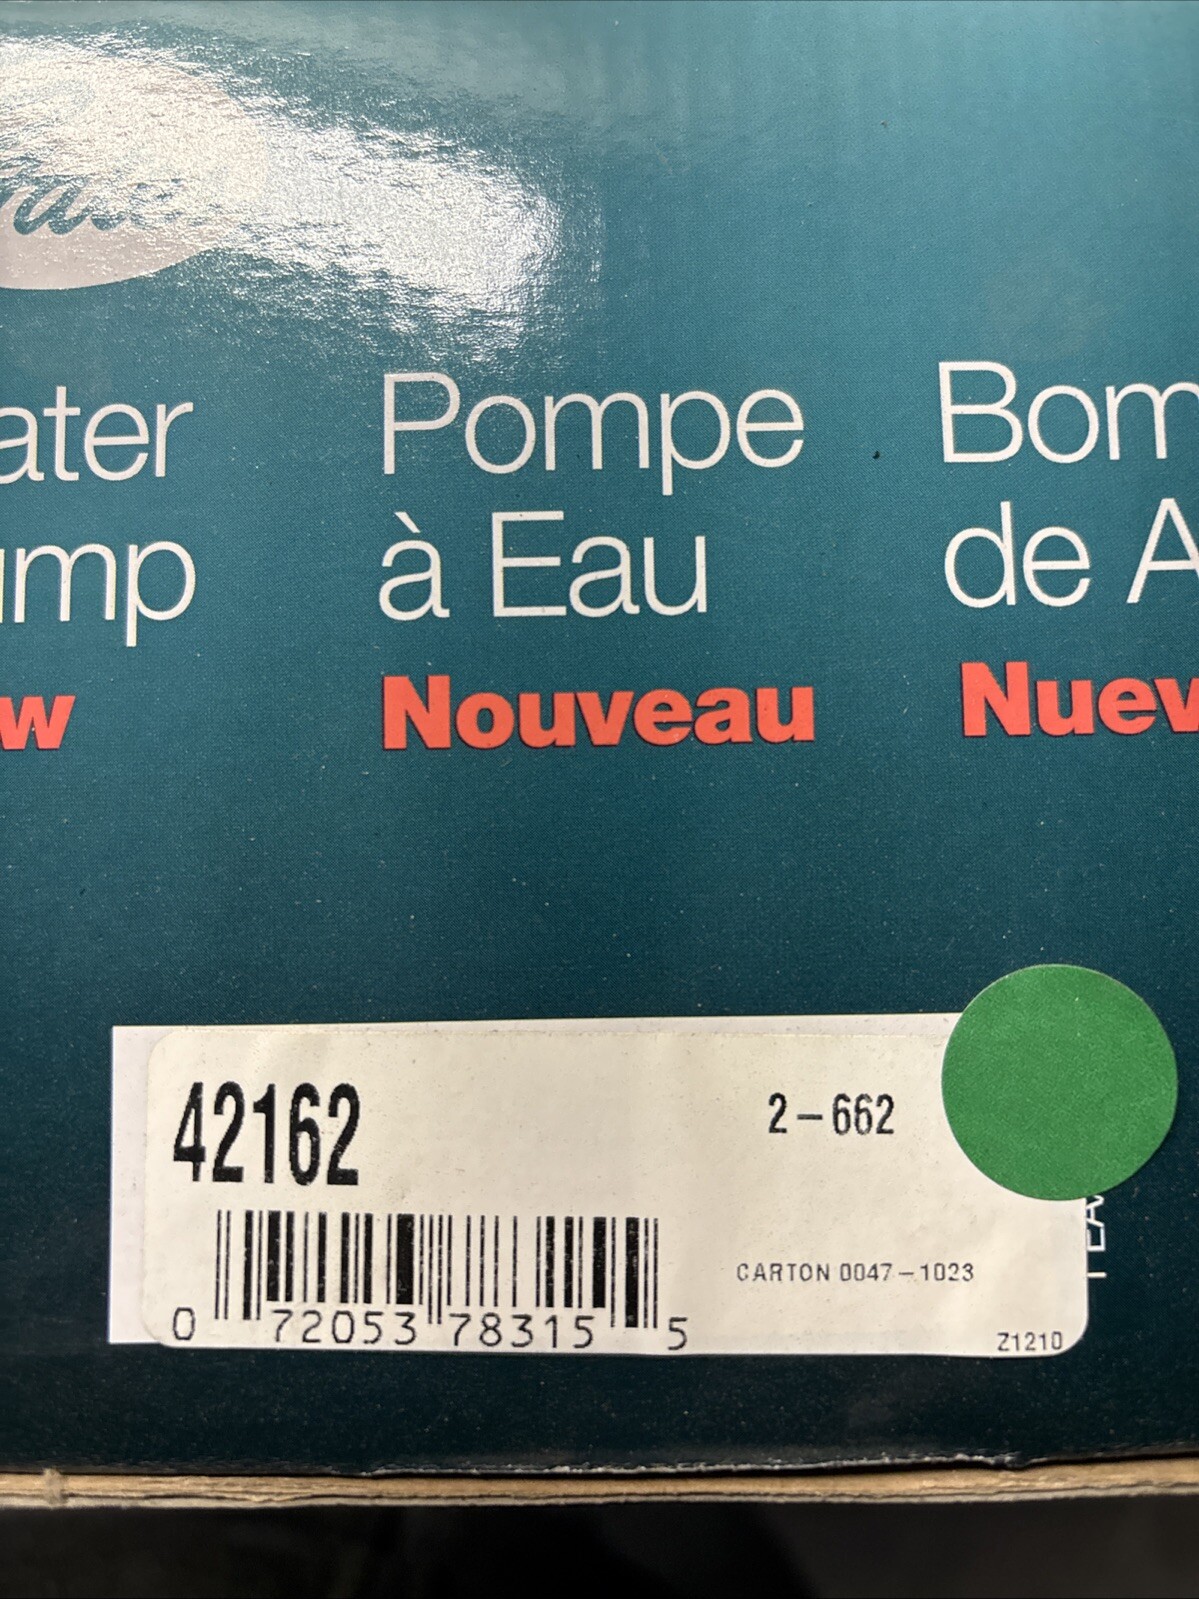 ater
Pompe
Bom
ump
à Eau
de A
w
Nouveau
Nuev
42162
2-662
CARTON 0047-1023
0 72053 78315 5
Z1210